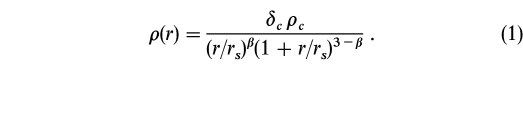 ρ(r) = δ_c ρ_c / (r/r_s)^β(1 + r/r_s)^{3−β} . (1)